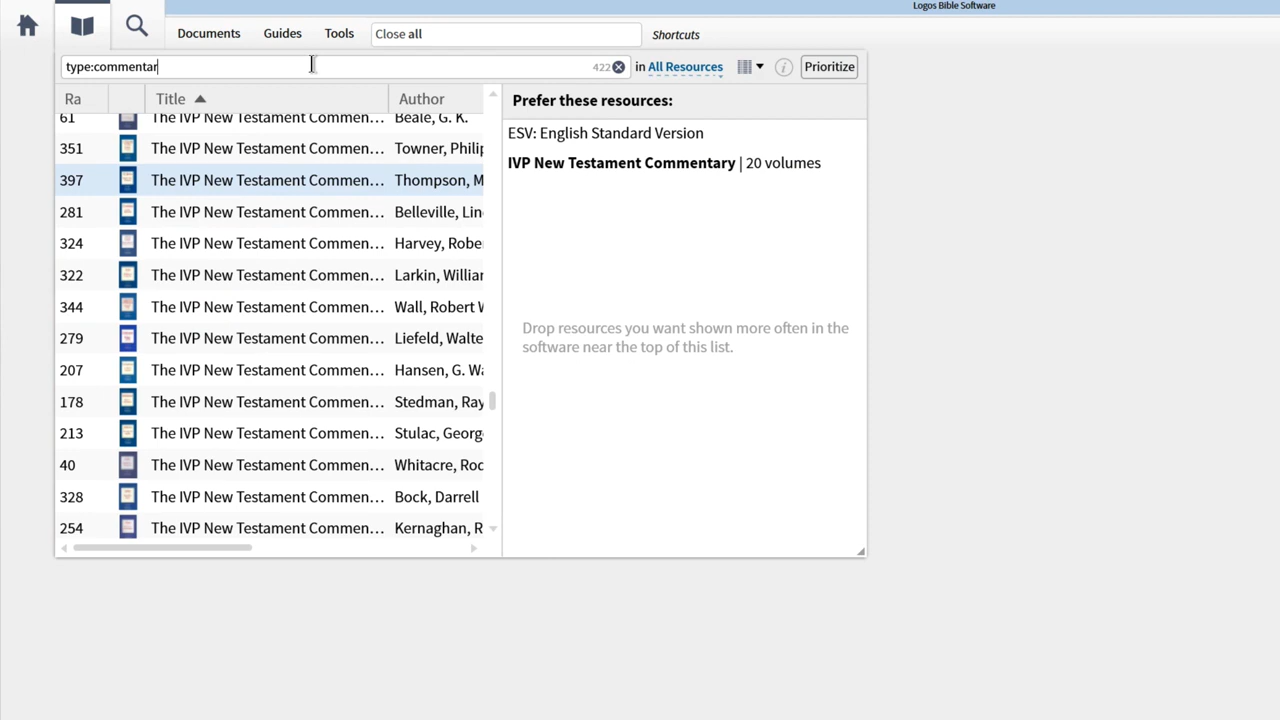 Logos Bible Software
Documents Guides Tools Close all Shortcuts
type:commentar 422 in All Resources Prioritize
Ra Title Author
61 The IVP New Testament Commen... Beale, G. K.
351 The IVP New Testament Commen... Towner, Philip
397 The IVP New Testament Commen... Thompson, M
281 The IVP New Testament Commen... Belleville, Lin
324 The IVP New Testament Commen... Harvey, Rober
322 The IVP New Testament Commen... Larkin, William
344 The IVP New Testament Commen... Wall, Robert W
279 The IVP New Testament Commen... Liefeld, Walte
207 The IVP New Testament Commen... Hansen, G. Wa
178 The IVP New Testament Commen... Stedman, Ray
213 The IVP New Testament Commen... Stulac, George
40 The IVP New Testament Commen... Whitacre, Rod
328 The IVP New Testament Commen... Bock, Darrell
254 The IVP New Testament Commen... Kernaghan, R
Prefer these resources:
ESV: English Standard Version
IVP New Testament Commentary | 20 volumes
Drop resources you want shown more often in the
software near the top of this list.